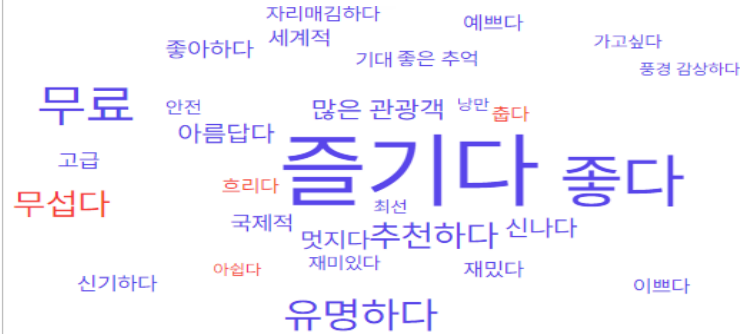 자리매김하다
예쁘다
세계적
좋아하다
가고싶다
기대
좋은 추억
풍경 감상하다
무료
안전
많은 관광객
낭만
춥다
아름답다
즐기다
좋다
고급
흐리다
무섭다
최선
국제적
멋지다
추천하다
신나다
재미있다
아쉽다
재밌다
신기하다
이쁘다
유명하다